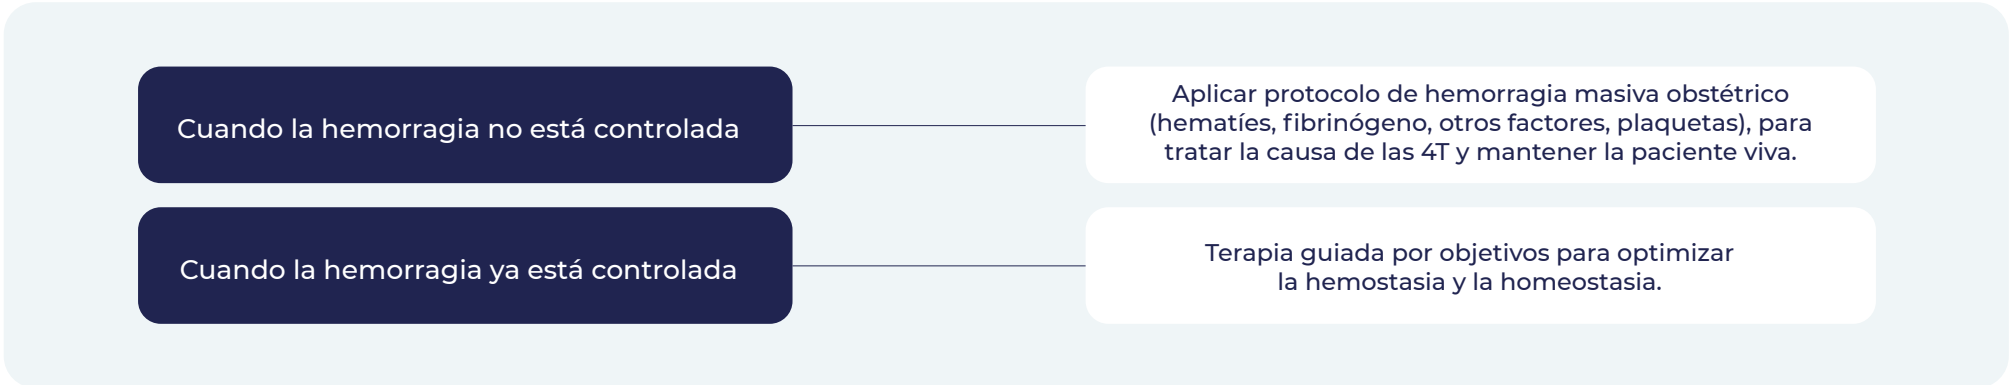 Cuando la hemorragia no está controlada
Aplicar protocolo de hemorragia masiva obstétrico
(hematíes, fibrinógeno, otros factores, plaquetas), para
tratar la causa de las 4T y mantener la paciente viva.
Cuando la hemorragia ya está controlada
Terapia guiada por objetivos para optimizar
la hemostasia y la homeostasia.